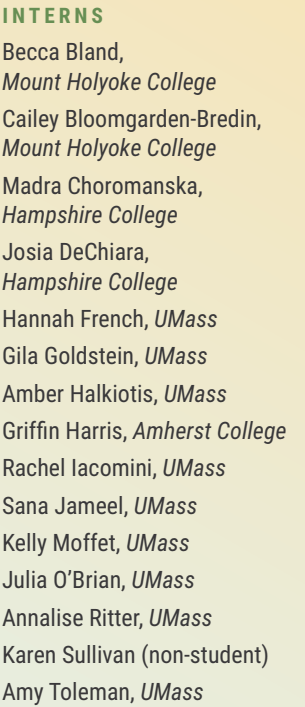 INTERNS
Becca Bland,
Mount Holyoke College
Cailey Bloomgarden-Bredin,
Mount Holyoke College
Madra Choromanska,
Hampshire College
Josia DeChiara,
Hampshire College
Hannah French, UMass
Gila Goldstein, UMass
Amber Halkiotis, UMass
Griffin Harris, Amherst College
Rachel Iacomini, UMass
Sana Jameel, UMass
Kelly Moffet, UMass
Julia O’Brian, UMass
Annalise Ritter, UMass
Karen Sullivan (non-student)
Amy Toleman, UMass